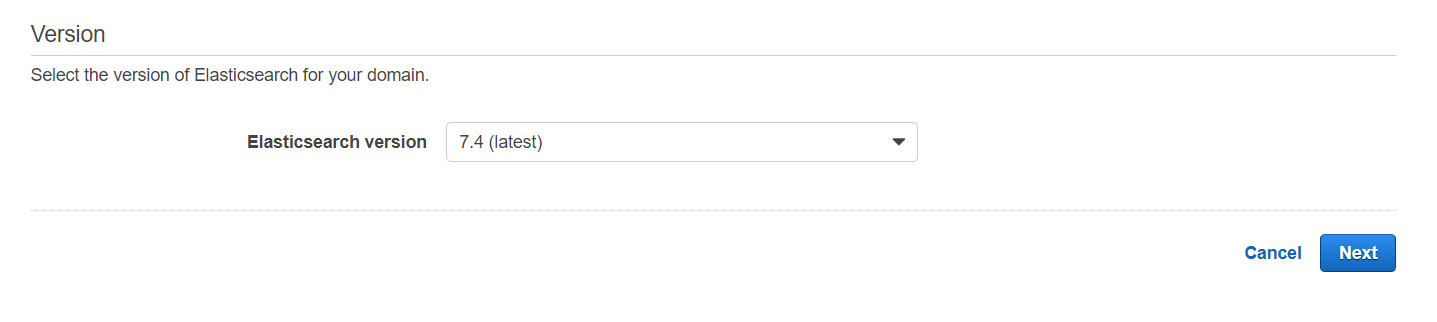 Version
Select the version of Elasticsearch for your domain.
Elasticsearch version 7.4 (latest)
Cancel Next